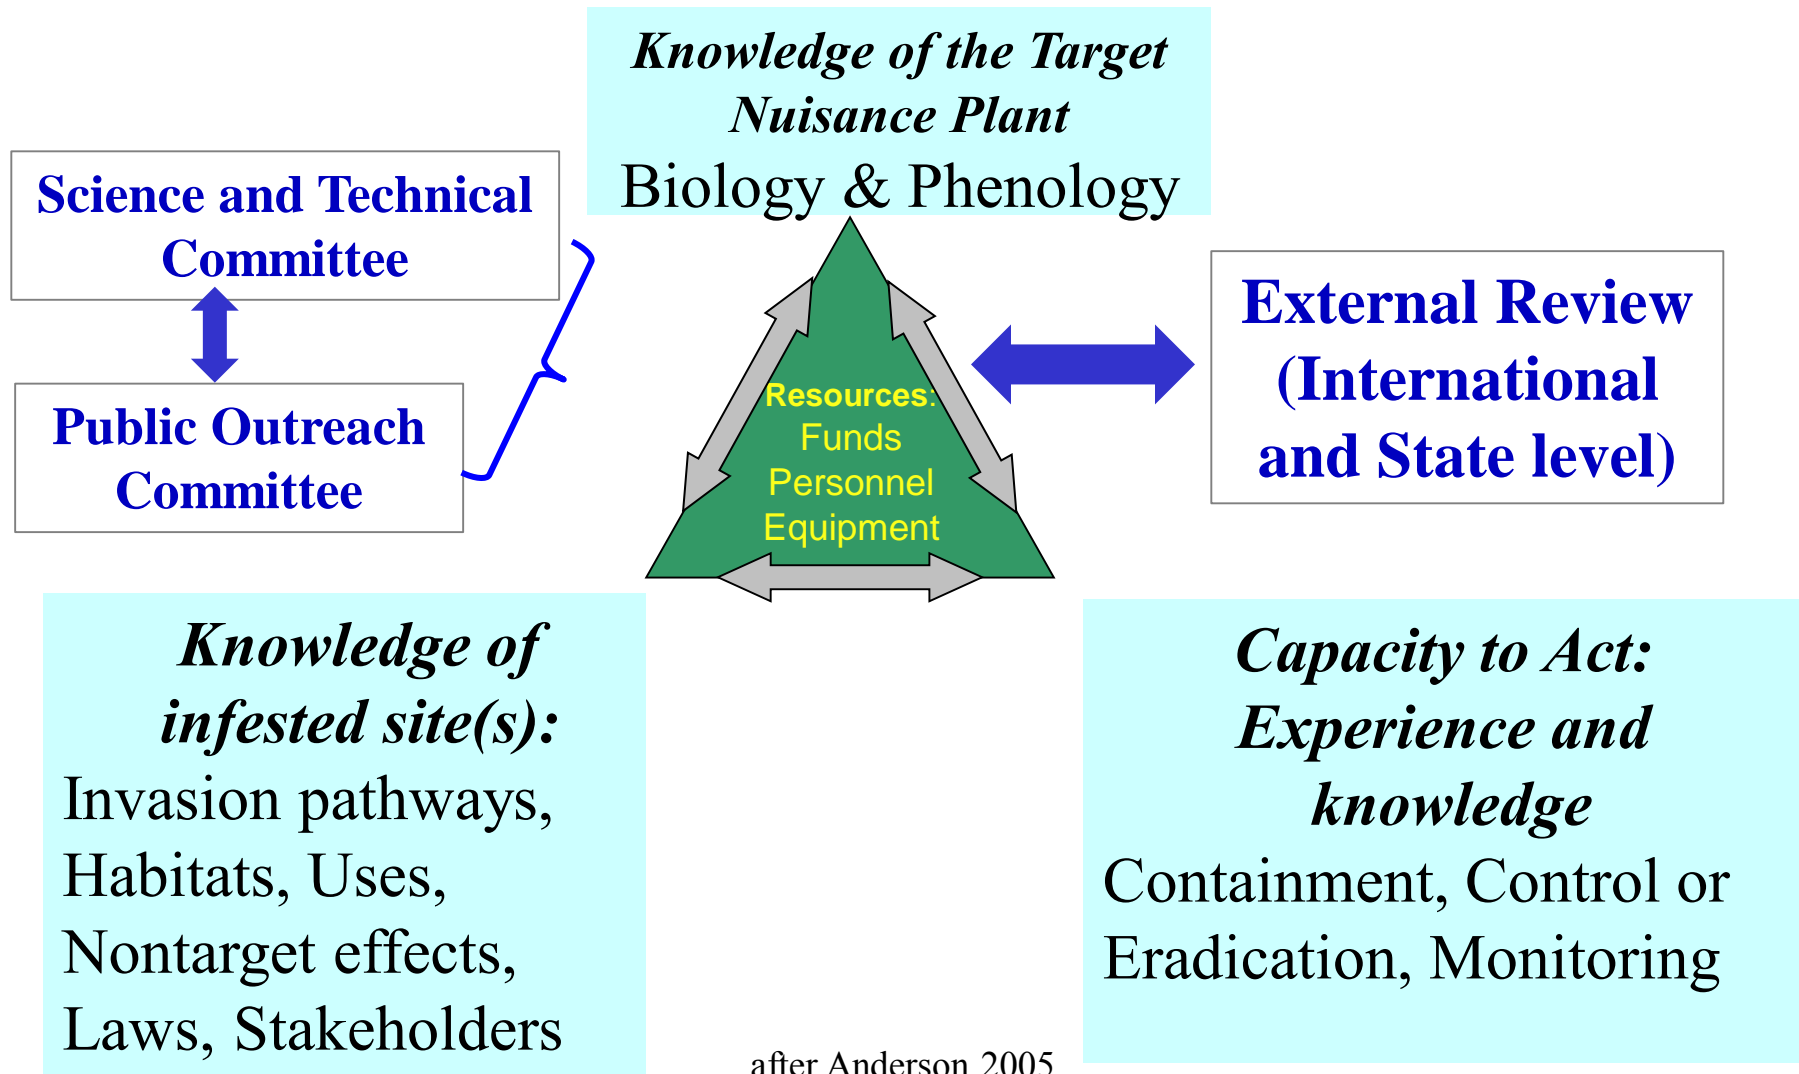 Knowledge of the Target
Nuisance Plant
Biology & Phenology
Science and Technical
Committee
Public Outreach
Committee
External Review
(International
and State level)
Resources:
Funds
Personnel
Equipment
Knowledge of
infested site(s):
Invasion pathways,
Habitats, Uses,
Nontarget effects,
Laws, Stakeholders
Capacity to Act:
Experience and
knowledge
Containment, Control or
Eradication, Monitoring
after Anderson 2005